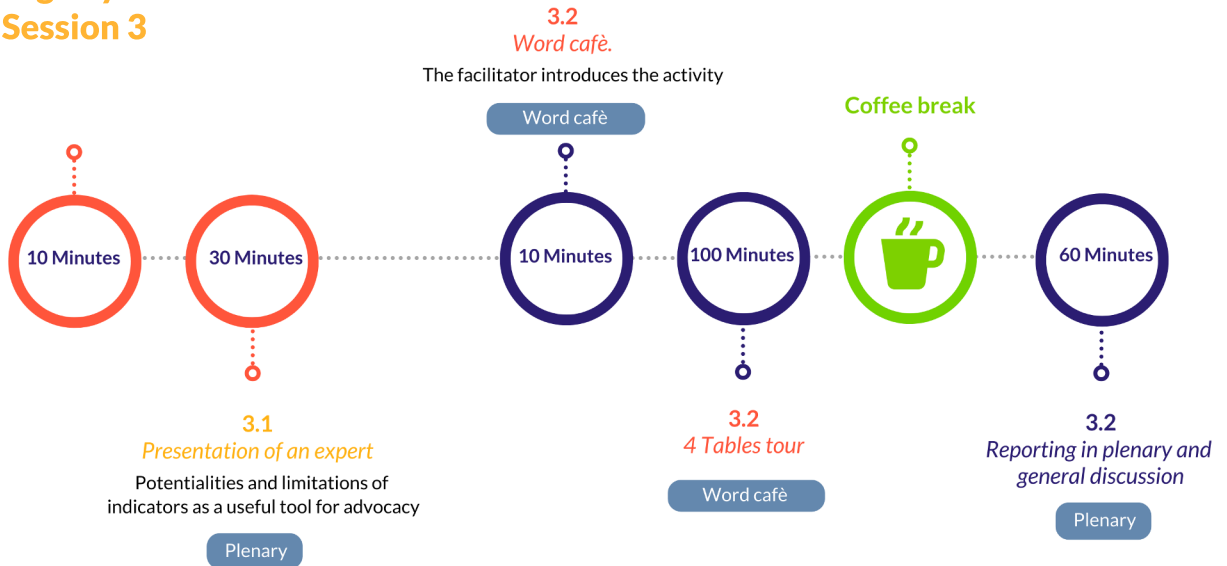 Session 3
3.2
Word cafè.
The facilitator introduces the activity
Word cafè
Coffee break
10 Minutes
30 Minutes
10 Minutes
100 Minutes
60 Minutes
3.1
Presentation of an expert
Potentialities and limitations of
indicators as a useful tool for advocacy
Plenary
3.2
4 Tables tour
Word cafè
3.2
Reporting in plenary and
general discussion
Plenary